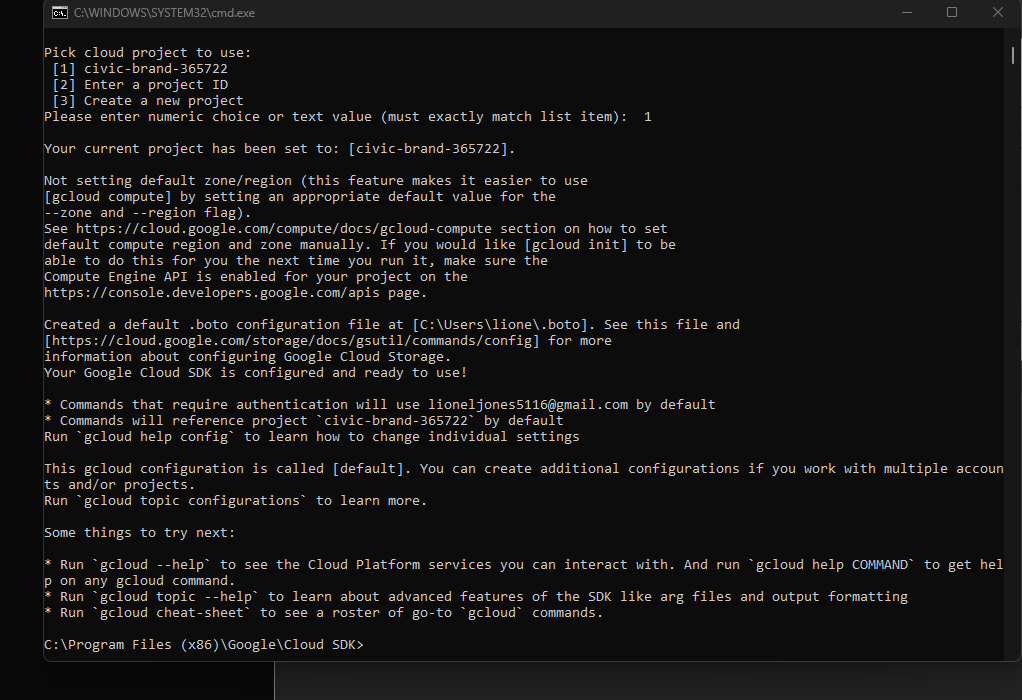 C:\WINDOWS\SYSTEM32\cmd.exe
Pick cloud project to use:
 [1] civic-brand-365722
 [2] Enter a project ID
 [3] Create a new project
Please enter numeric choice or text value (must exactly match list item):  1
Your current project has been set to: [civic-brand-365722].
Not setting default zone/region (this feature makes it easier to use
[gcloud compute] by setting an appropriate default value for the
--zone and --region flag).
See https://cloud.google.com/compute/docs/gcloud-compute section on how to set
default compute region and zone manually. If you would like [gcloud init] to be
able to do this for you the next time you run it, make sure the
Compute Engine API is enabled for your project on the
https://console.developers.google.com/apis page.
Created a default .boto configuration file at [C:\Users\lione\.boto]. See this file and
[https://cloud.google.com/storage/docs/gsutil/commands/config] for more
information about configuring Google Cloud Storage.
Your Google Cloud SDK is configured and ready to use!
* Commands that require authentication will use lioneljones5116@gmail.com by default
* Commands will reference project `civic-brand-365722` by default
Run `gcloud help config` to learn how to change individual settings
This gcloud configuration is called [default]. You can create additional configurations if you work with multiple accoun
ts and/or projects.
Run `gcloud topic configurations` to learn more.
Some things to try next:
* Run `gcloud --help` to see the Cloud Platform services you can interact with. And run `gcloud help COMMAND` to get hel
p on any gcloud command.
* Run `gcloud topic --help` to learn about advanced features of the SDK like arg files and output formatting
* Run `gcloud cheat-sheet` to see a roster of go-to `gcloud` commands.
C:\Program Files (x86)\Google\Cloud SDK>